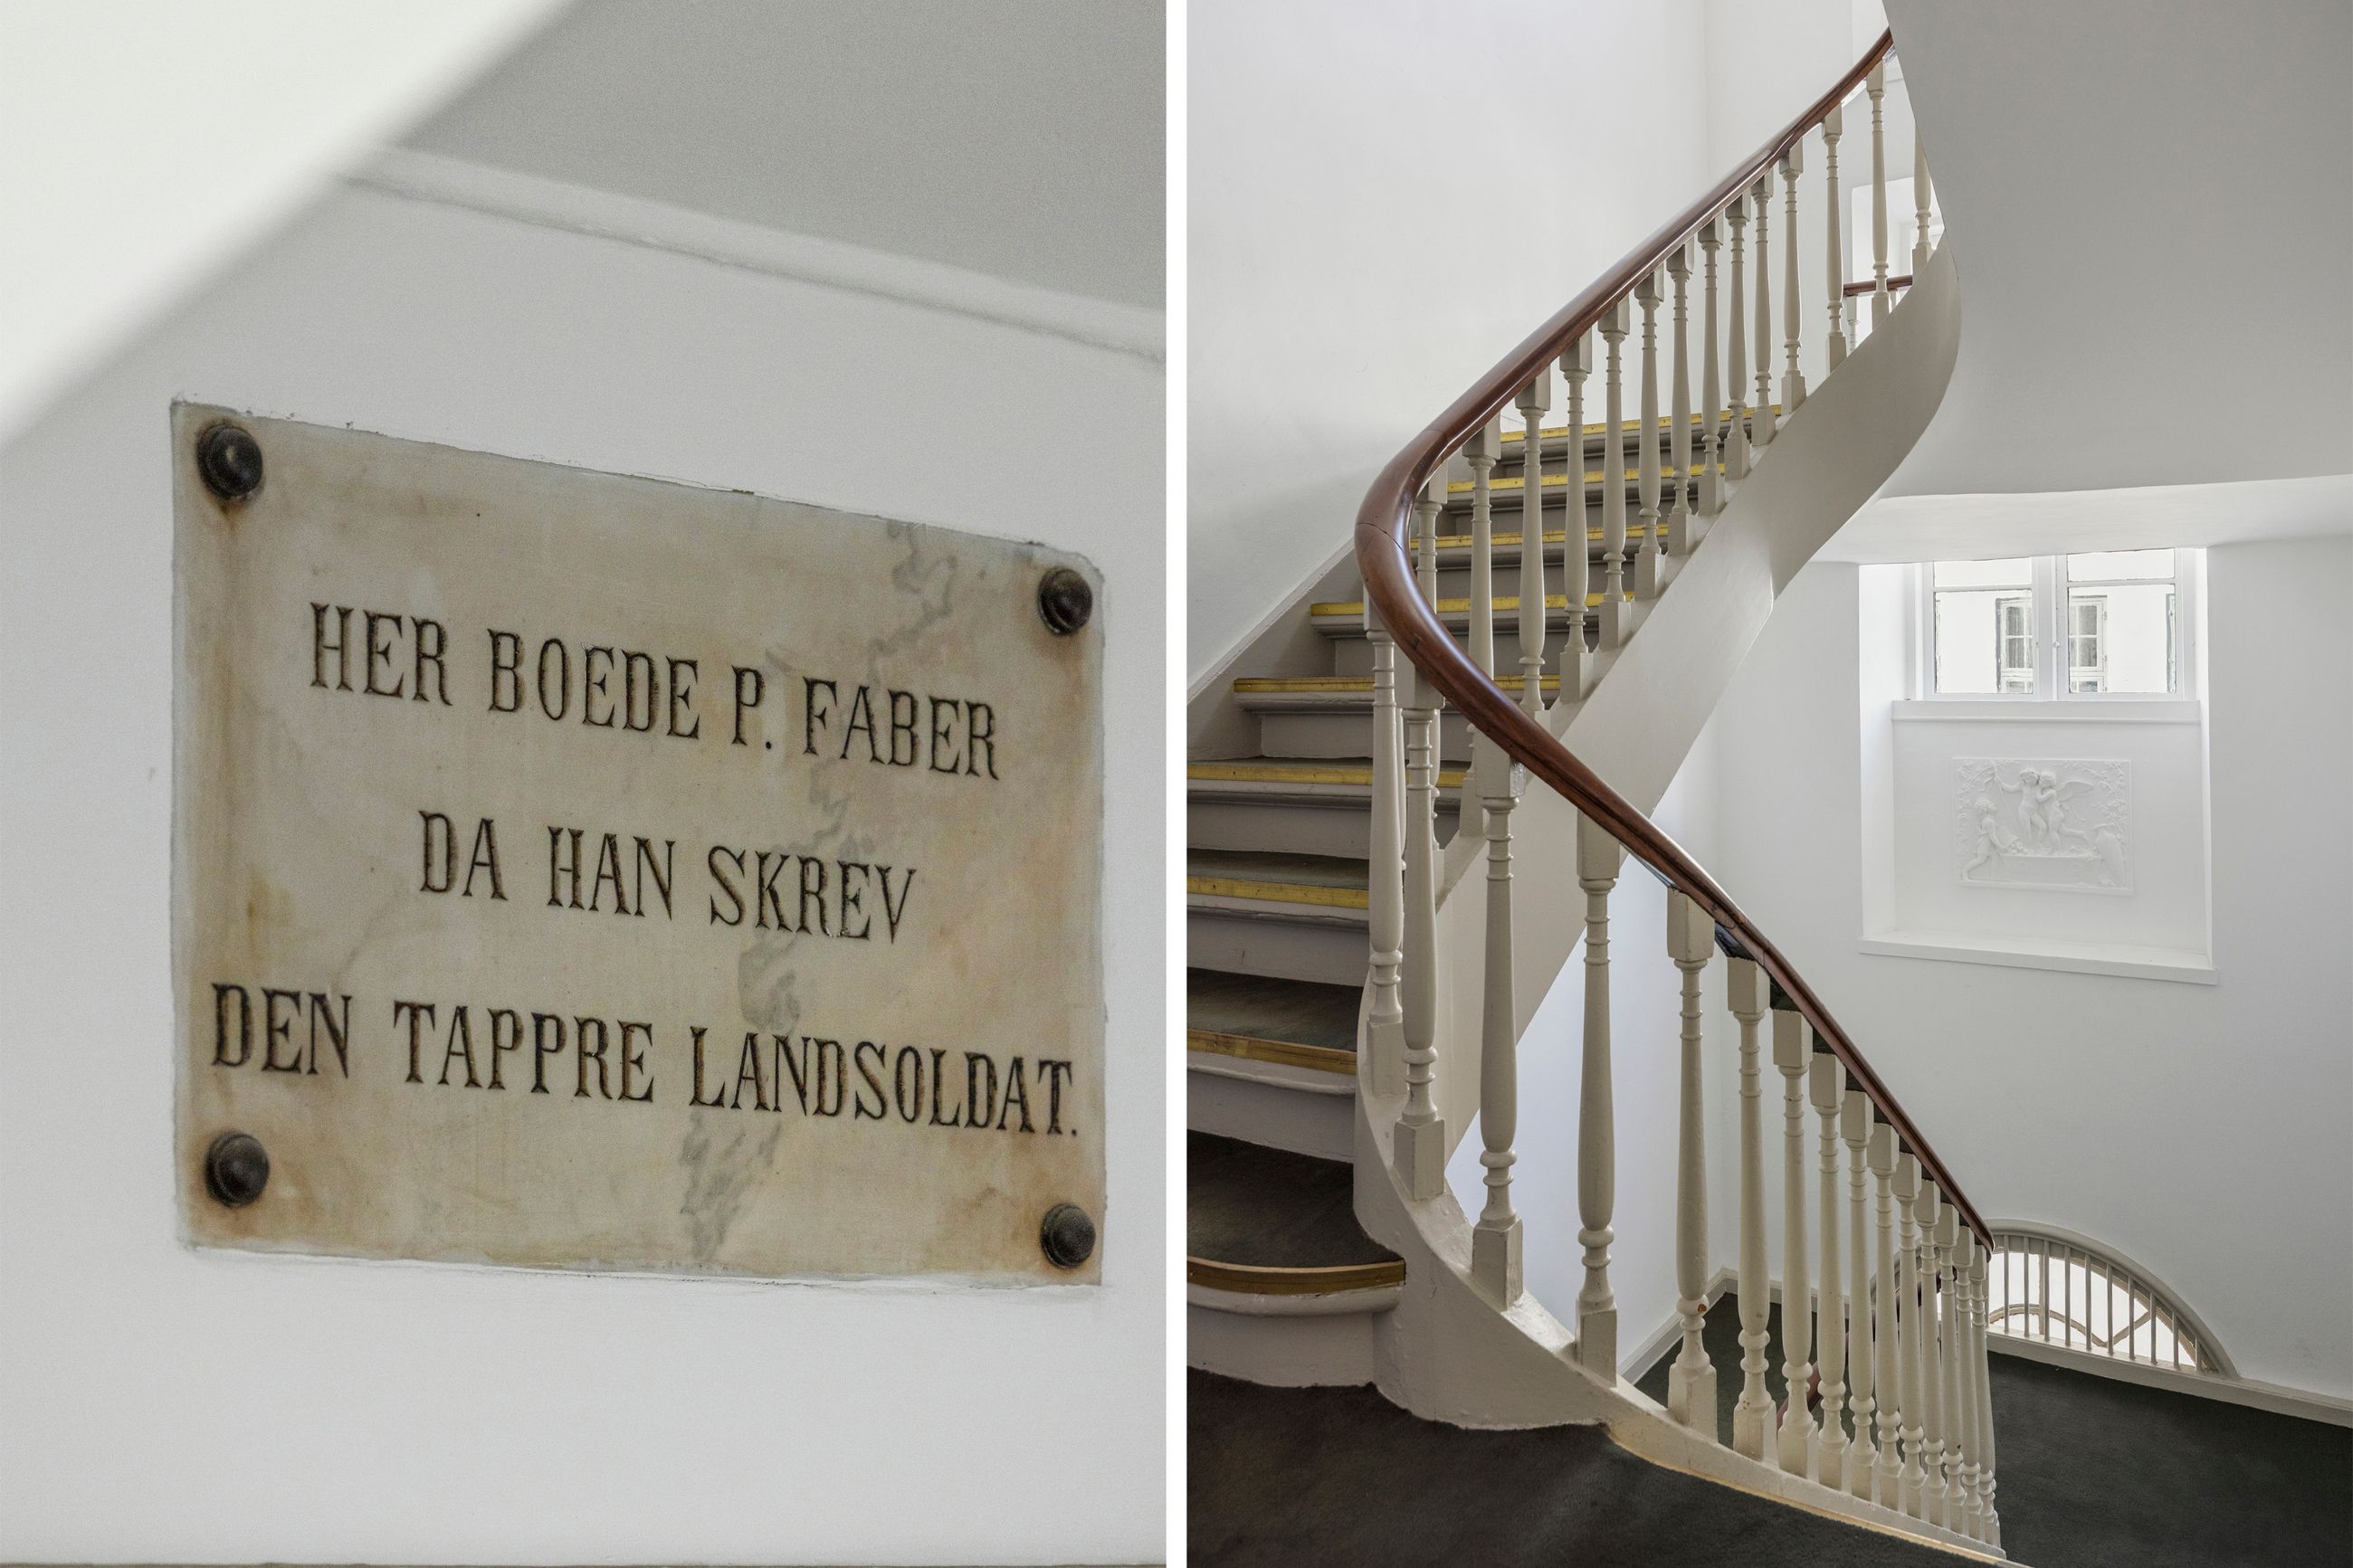 HER BOEDE P. FABER
DA HAN SKREV
DEN TAPPRE LANDSOLDAT.